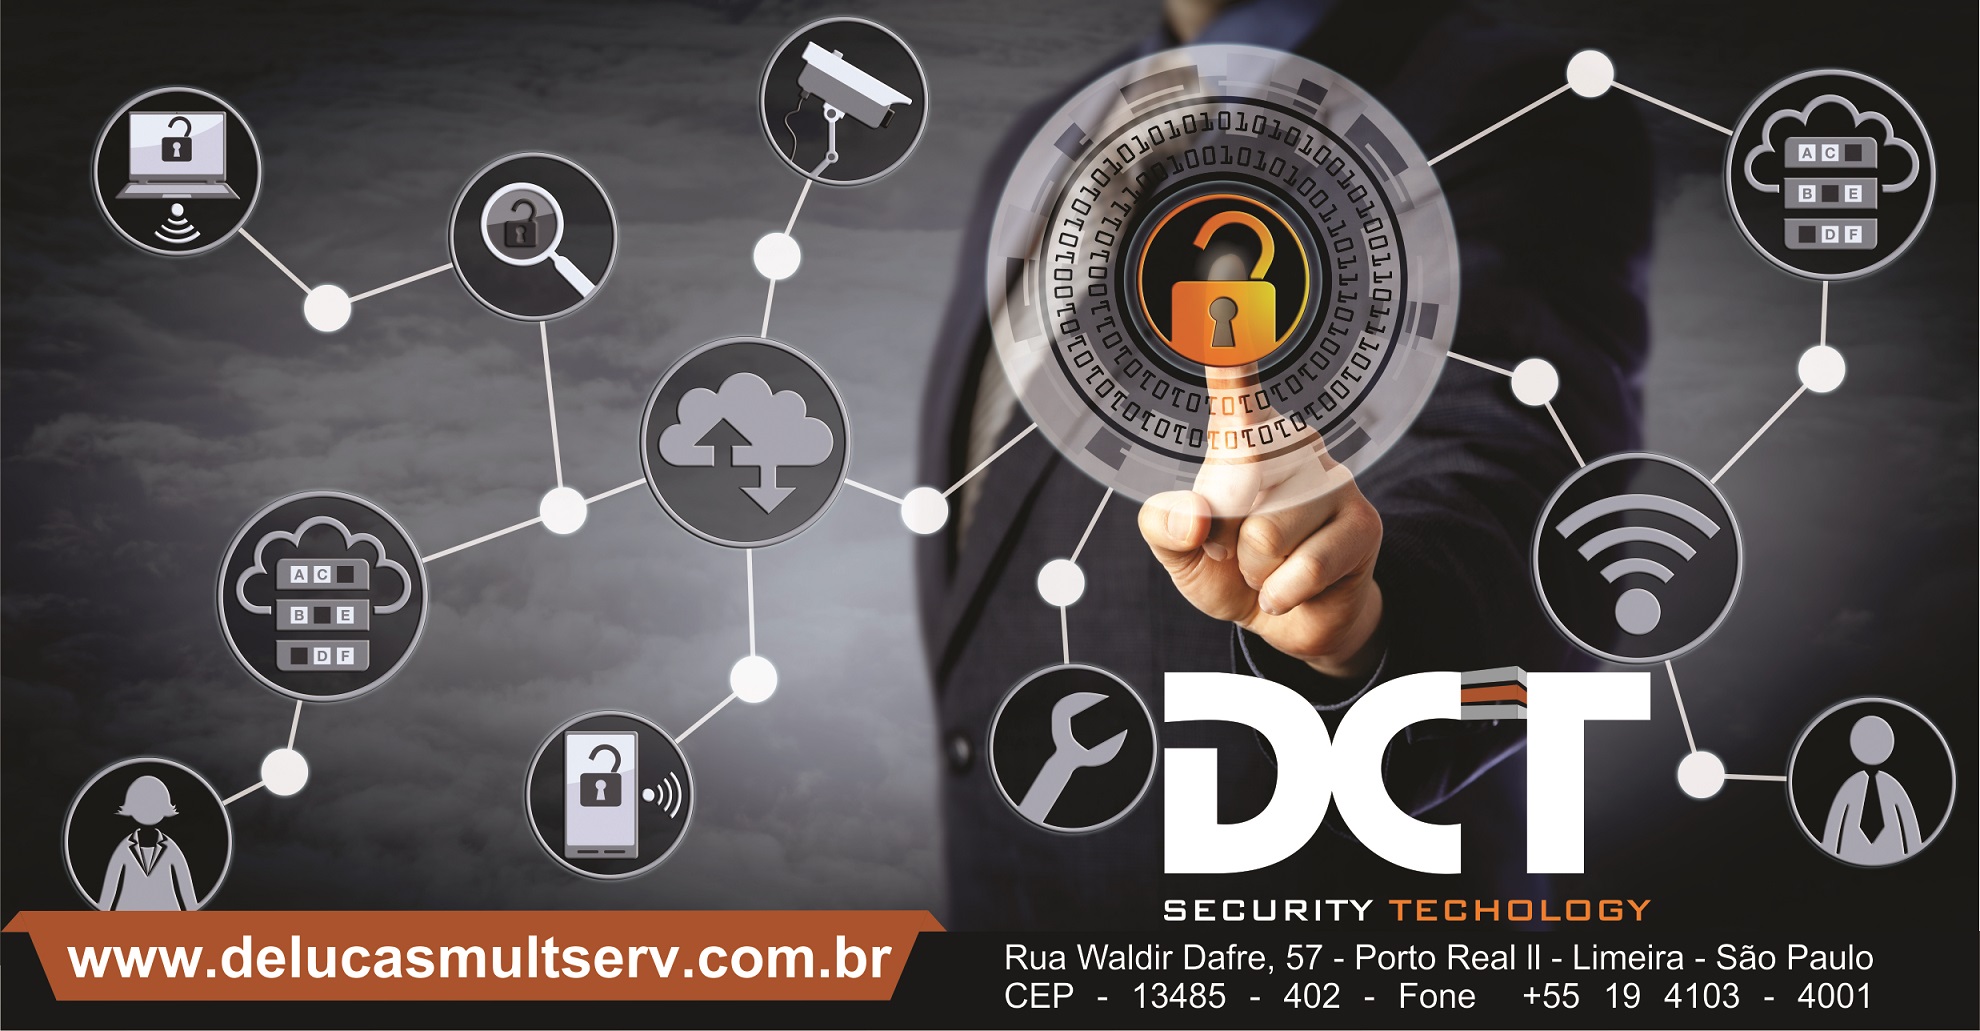 A C
B E
D F
A C
B E
D F
DCT
SECURITY TECHOLOGY
www.delucasmultserv.com.br
Rua Waldir Dafre, 57 - Porto Real II - Limeira - São Paulo
CEP - 13485 - 402 - Fone +55 19 4103 - 4001